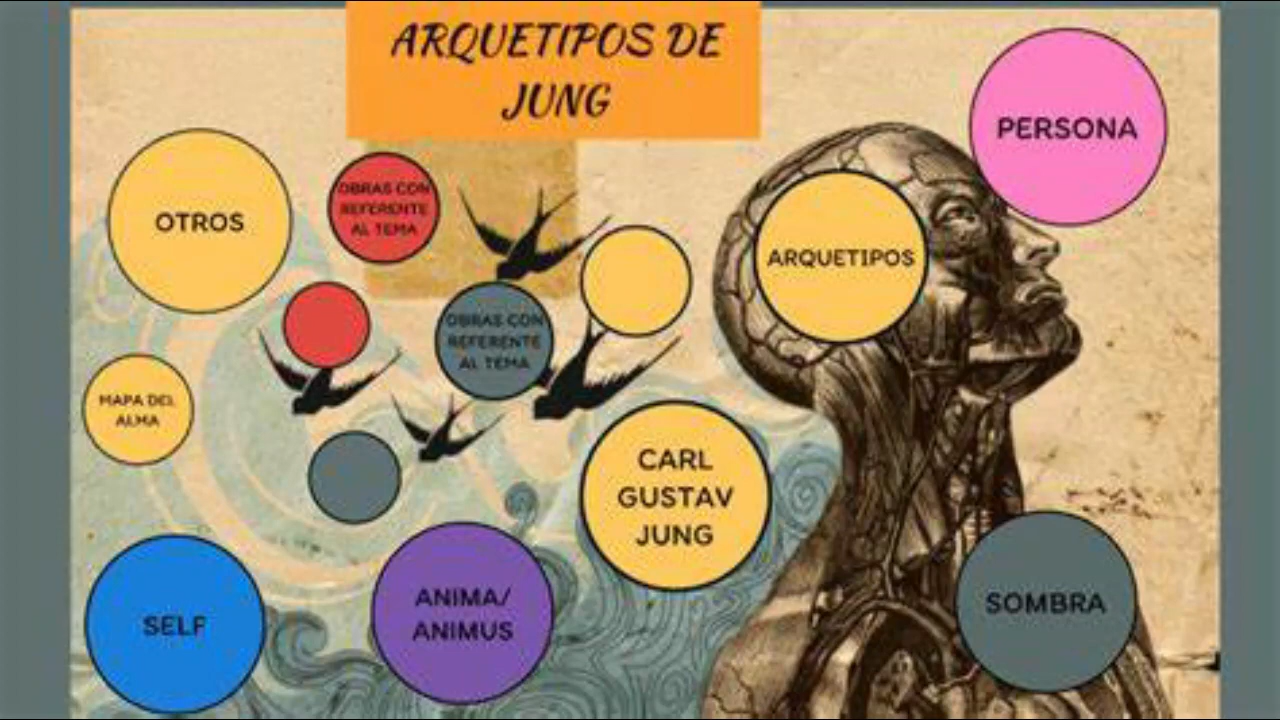 ARQUETIPOS DE
JUNG
PERSONA
OTROS
OBRAS CON
REFERENTE
AL TEMA
ARQUETIPOS
OBRAS CON
REFERENTE
AL TEMA
MAPA DEL
ALMA
CARL
GUSTAV
JUNG
SELF
ANIMA/
ANIMUS
SOMBRA